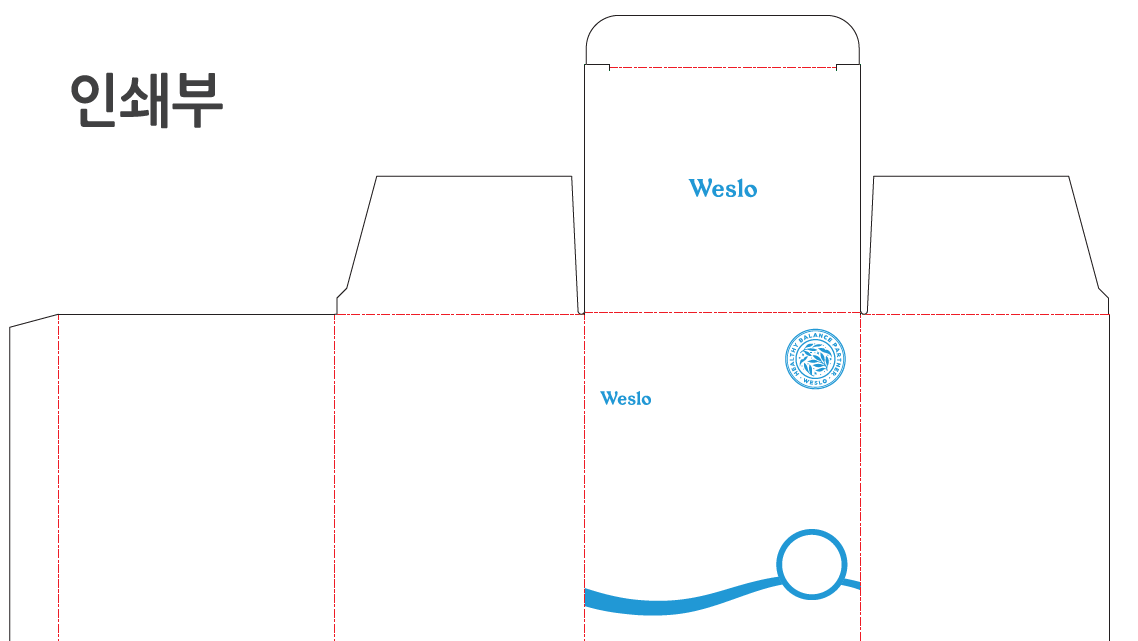 인쇄부
Weslo
HEALTHY BALANCE PARTNER
· WESLO ·
Weslo